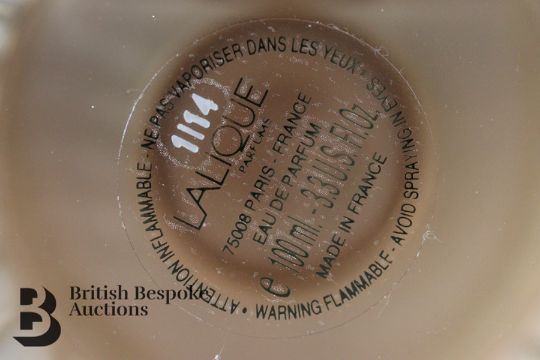 ATTENTION INFLAMMABLE - NE PAS VAPORISER DANS LES YEUX •
WARNING FLAMMABLE - AVOID SPRAYING IN EYES •
1114
LALIQUE
PARFUMS
75008 PARIS - FRANCE
EAU DE PARFUM
e 100 ml - 3.3 U.S. Fl Oz
MADE IN FRANCE
British Bespoke
Auctions